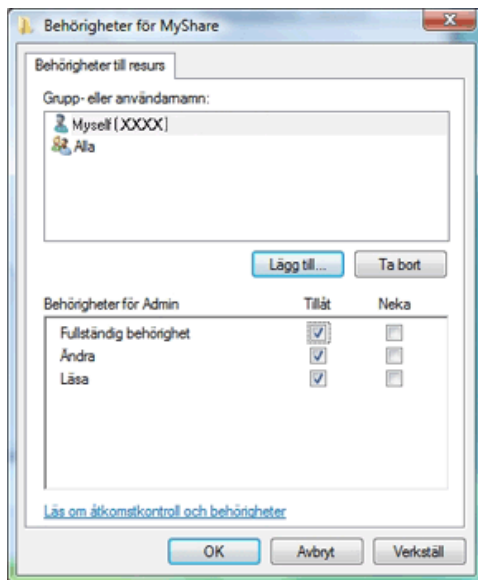 Behörigheter för MyShare
Behörigheter till resurs
Grupp- eller användarnamn:
Myself [XXXX]
Alla
Lägg till...
Ta bort
Behörigheter för Admin Tillåt Neka
Fullständig behörighet
Ändra
Läsa
Läs om åtkomstkontroll och behörigheter
OK Avbryt Verkställ